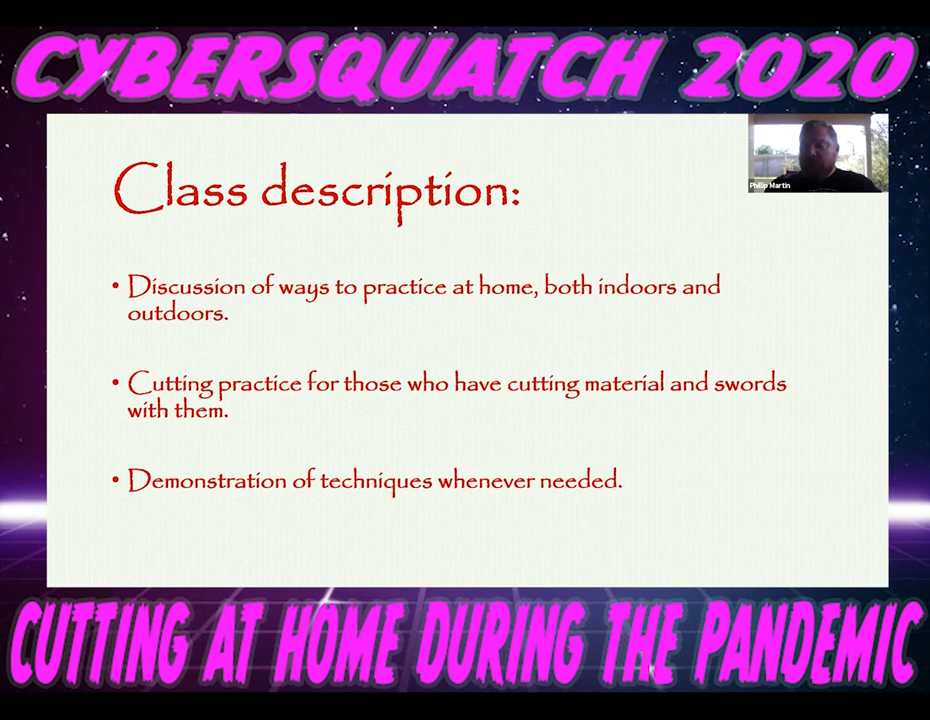 CYBERSQUATCH 2020
Philip Martin
Class description:
• Discussion of ways to practice at home, both indoors and
outdoors.
• Cutting practice for those who have cutting material and swords
with them.
• Demonstration of techniques whenever needed.
CUTTING AT HOME DURING THE PANDEMIC